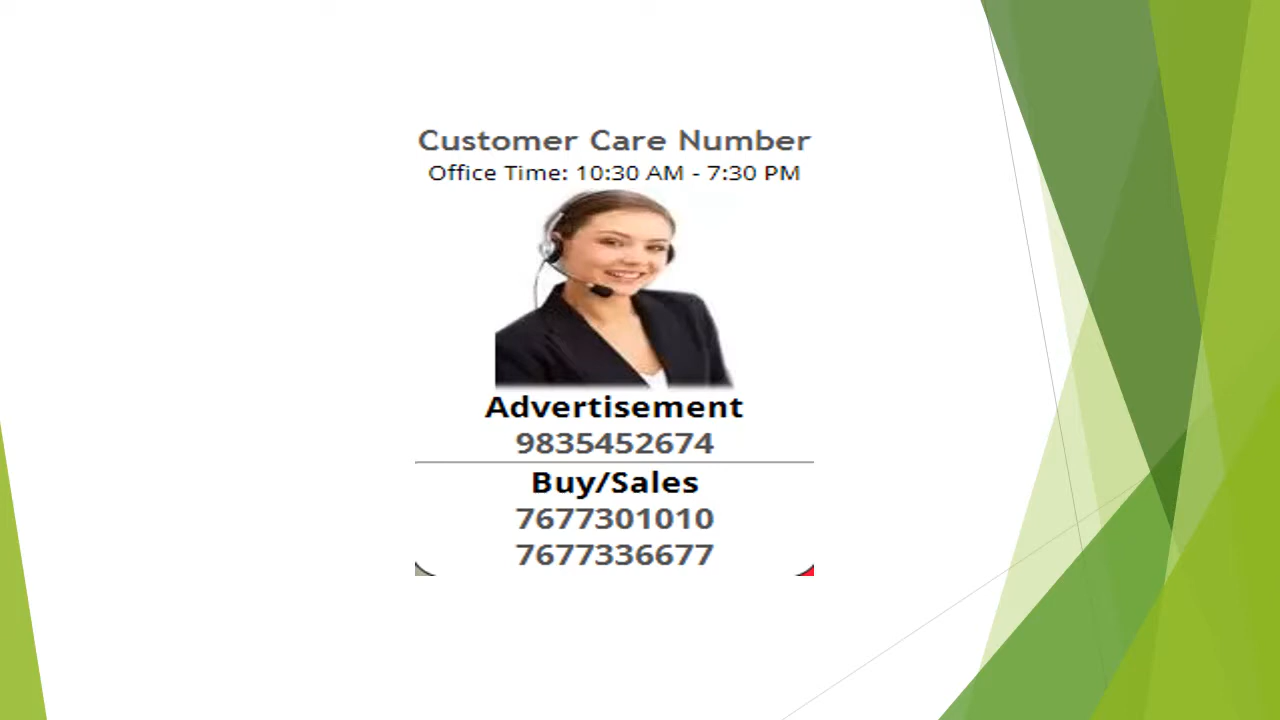 Customer Care Number
Office Time: 10:30 AM - 7:30 PM
Advertisement
9835452674
Buy/Sales
7677301010
7677336677